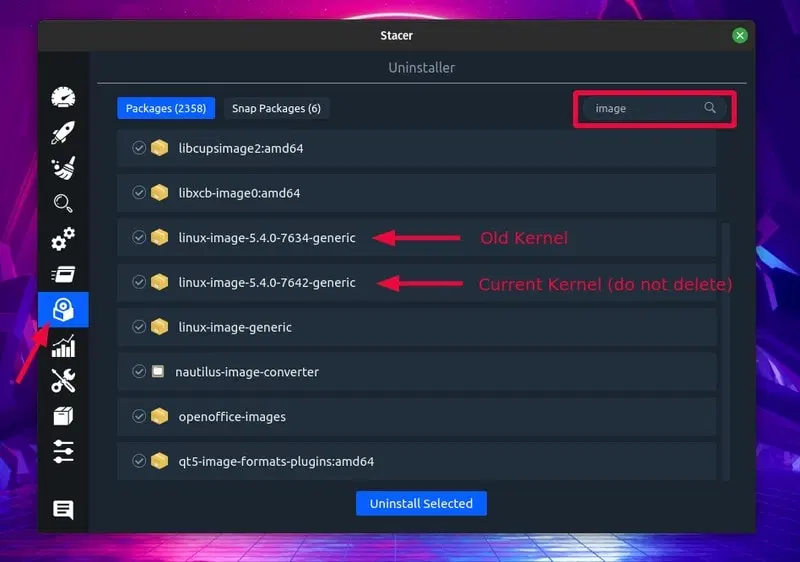 Stacer
Uninstaller
Packages (2358)
Snap Packages (6)
image
libcupsimage2:amd64
libxcb-image0:amd64
linux-image-5.4.0-7634-generic
Old Kernel
linux-image-5.4.0-7642-generic
Current Kernel (do not delete)
linux-image-generic
nautilus-image-converter
openoffice-images
qt5-image-formats-plugins:amd64
Uninstall Selected